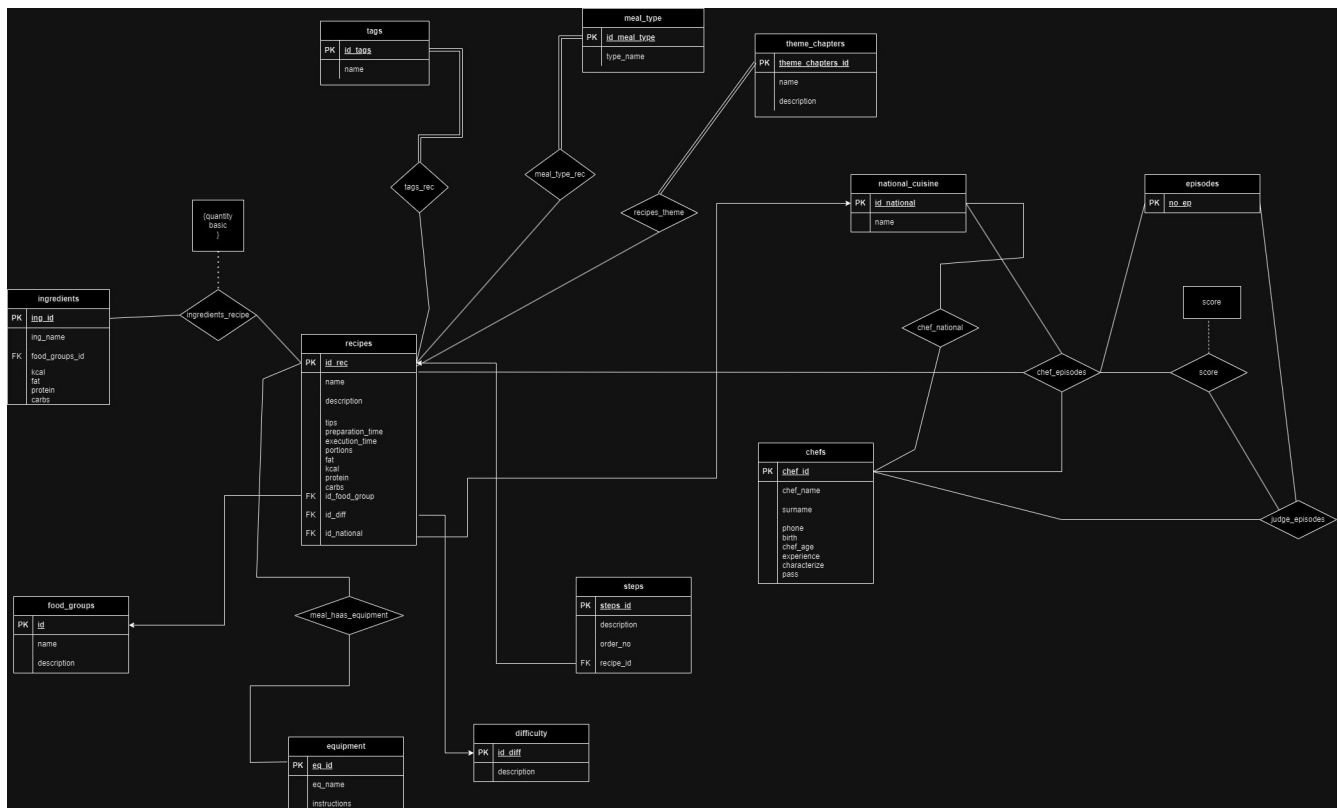 tags
PK id_tags
name
meal_type
PK id_meal_type
type_name
theme_chapters
PK theme_chapters_id
name
description
tags_rec
meal_type_rec
recipes_theme
national_cuisine
PK id_national
name
episodes
PK no_ep
{quantity
basic
}
ingredients_recipe
ingredients
PK ing_id
ing_name
FK food_groups_id
kcal
fat
protein
carbs
score
chef_national
chef_episodes
score
recipes
PK id_rec
name
description
tips
preparation_time
execution_time
portions
fat
kcal
protein
carbs
FK id_food_group
FK id_diff
FK id_national
chefs
PK chef_id
chef_name
surname
phone
birth
chef_age
experience
characterize
pass
judge_episodes
food_groups
PK id
name
description
meal_haas_equipment
steps
PK steps_id
description
order_no
FK recipe_id
difficulty
PK id_diff
description
equipment
PK eq_id
eq_name
instructions